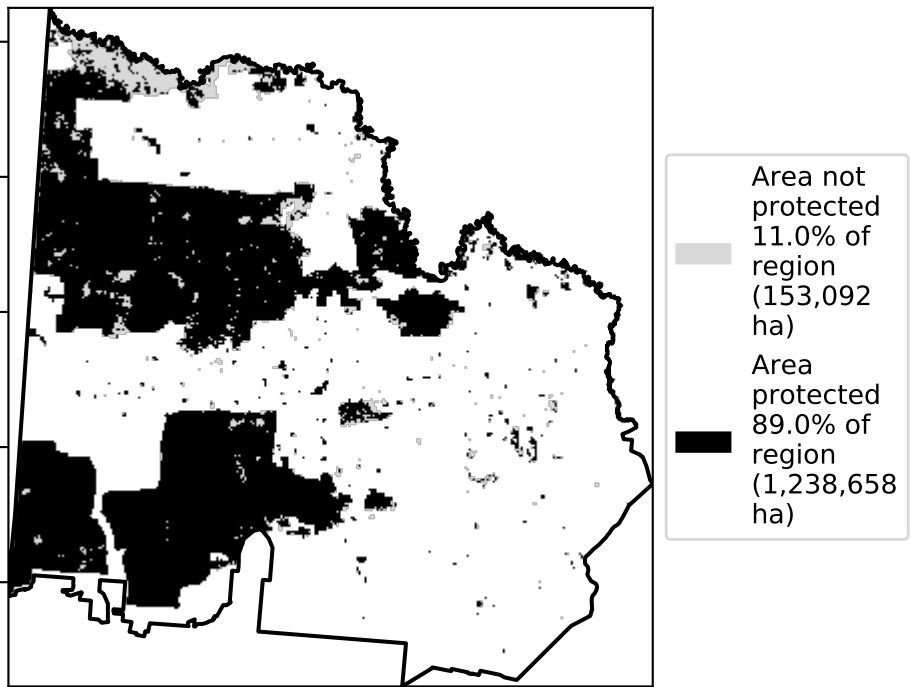 Area not
protected
11.0% of
region
(153,092
ha)
Area
protected
89.0% of
region
(1,238,658
ha)